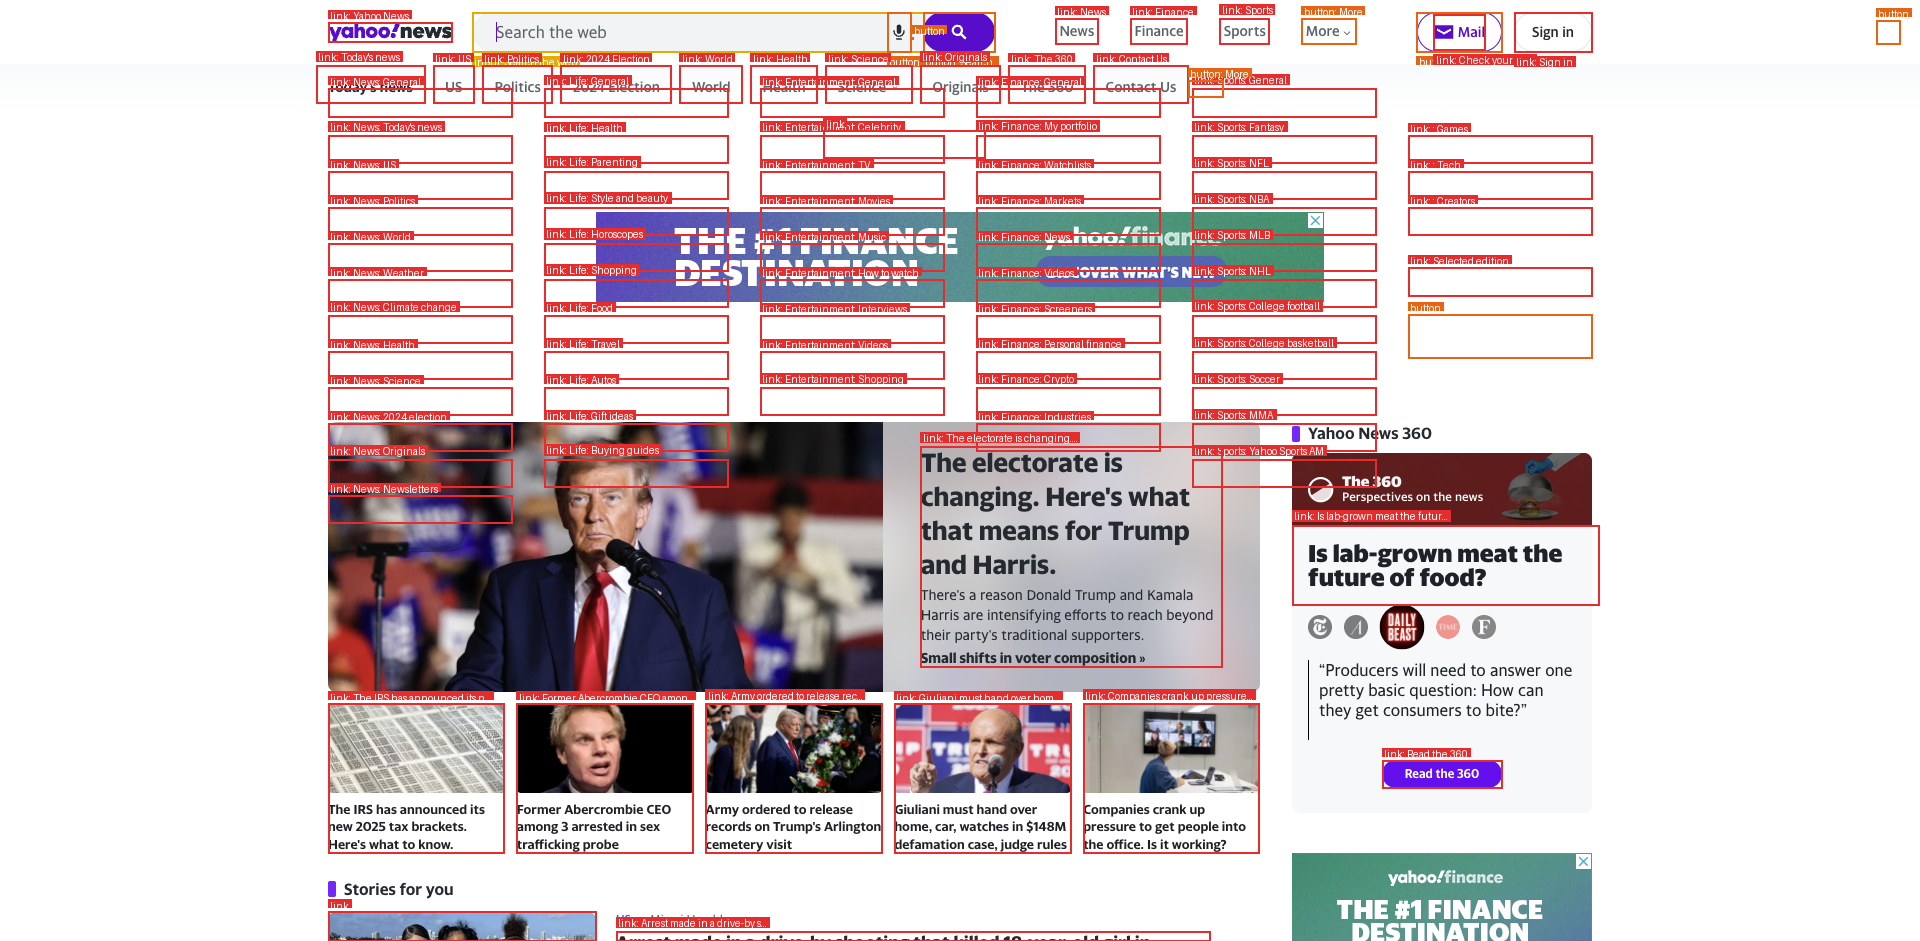 link: Yahoo News
yahoo!news
Search the web
button
link: News
News
link: Finance
Finance
link: Sports
Sports
button: More
More
Mail
link: Check your
Sign in
link: Sign in
button
link: Today's news
Today's news
link: US
US
link: Politics
Politics
link: 2024 Election
2024 Election
link: World
World
link: Health
Health
link: Science
Science
link: Originals
Originals
link: The 360
The 360
link: Contact Us
Contact Us
button: More
link: News: General
link: News: Today's news
link: News: US
link: News: Politics
link: News: World
link: News: Weather
link: News: Climate change
link: News: Health
link: News: Science
link: News: 2024 election
link: News: Originals
link: News: Newsletters
link: Life: General
link: Life: Health
link: Life: Parenting
link: Life: Style and beauty
link: Life: Horoscopes
link: Life: Shopping
link: Life: Food
link: Life: Travel
link: Life: Autos
link: Life: Gift ideas
link: Life: Buying guides
link: Entertainment: General
link: Entertainment: Celebrity
link:
link: Entertainment: TV
link: Entertainment: Movies
link: Entertainment: Music
link: Entertainment: How to watch
link: Entertainment: Interviews
link: Entertainment: Videos
link: Entertainment: Shopping
link: Finance: General
link: Finance: My portfolio
link: Finance: Watchlists
link: Finance: Markets
link: Finance: News
link: Finance: Videos
link: Finance: Screeners
link: Finance: Personal finance
link: Finance: Crypto
link: Finance: Industries
link: Sports: General
link: Sports: Fantasy
link: Sports: NFL
link: Sports: NBA
link: Sports: MLB
link: Sports: NHL
link: Sports: College football
link: Sports: College basketball
link: Sports: Soccer
link: Sports: MMA
link: Sports: Yahoo Sports AM
link: : Games
link: : Tech
link: : Creators
link: Selected edition
button
THE #1 FINANCE
DESTINATION
yahoo!finance
link: The electorate is changing....
The electorate is
changing. Here's what
that means for Trump
and Harris.
There's a reason Donald Trump and Kamala
Harris are intensifying efforts to reach beyond
their party's traditional supporters.
Small shifts in voter composition »
Yahoo News 360
The 360
Perspectives on the news
link: Is lab-grown meat the futur...
Is lab-grown meat the
future of food?
DAILY
BEAST
TIME
F
“Producers will need to answer one
pretty basic question: How can
they get consumers to bite?”
link: Read the 360
Read the 360
link: The IRS has announced its n...
The IRS has announced its
new 2025 tax brackets.
Here's what to know.
link: Former Abercrombie CEO amon...
Former Abercrombie CEO
among 3 arrested in sex
trafficking probe
link: Army ordered to release rec...
Army ordered to release
records on Trump's Arlington
cemetery visit
link: Giuliani must hand over hom...
Giuliani must hand over
home, car, watches in $148M
defamation case, judge rules
link: Companies crank up pressure...
Companies crank up
pressure to get people into
the office. Is it working?
Stories for you
link:
link: Arrest made in a drive-by s...
Arrest made in a drive-by shooting that killed 18-year-old girl in
yahoo!finance
THE #1 FINANCE
DESTINATION